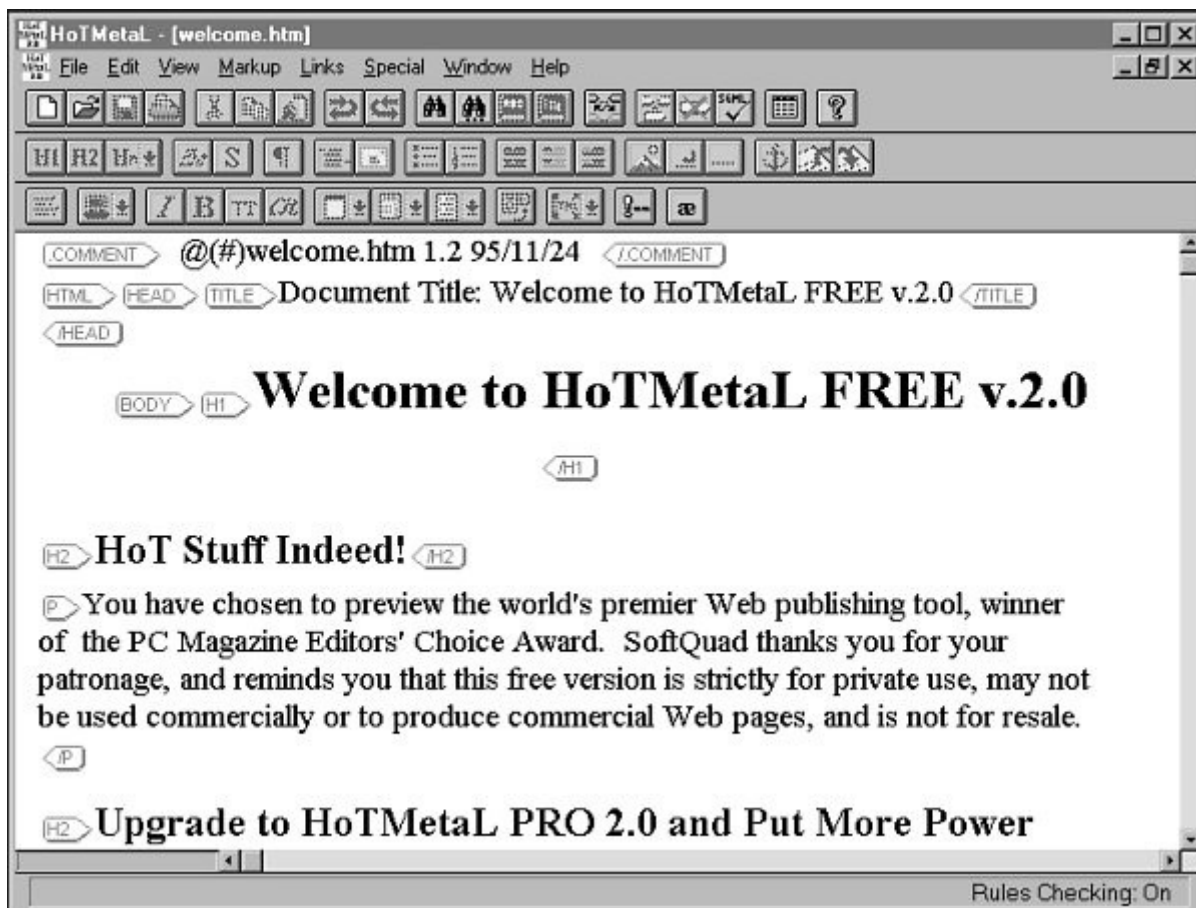 HoTMetaL - [welcome.htm]
File Edit View Markup Links Special Window Help
SGML
H1 H2 Hn S ¶
I B TT æ
.COMMENT @(#)welcome.htm 1.2 95/11/24 /.COMMENT
HTML HEAD TITLE Document Title: Welcome to HoTMetaL FREE v.2.0 /TITLE
/HEAD
BODY H1 Welcome to HoTMetaL FREE v.2.0
/H1
H2 HoT Stuff Indeed! /H2
P You have chosen to preview the world's premier Web publishing tool, winner
of the PC Magazine Editors' Choice Award. SoftQuad thanks you for your
patronage, and reminds you that this free version is strictly for private use, may not
be used commercially or to produce commercial Web pages, and is not for resale.
/P
H2 Upgrade to HoTMetaL PRO 2.0 and Put More Power
Rules Checking: On